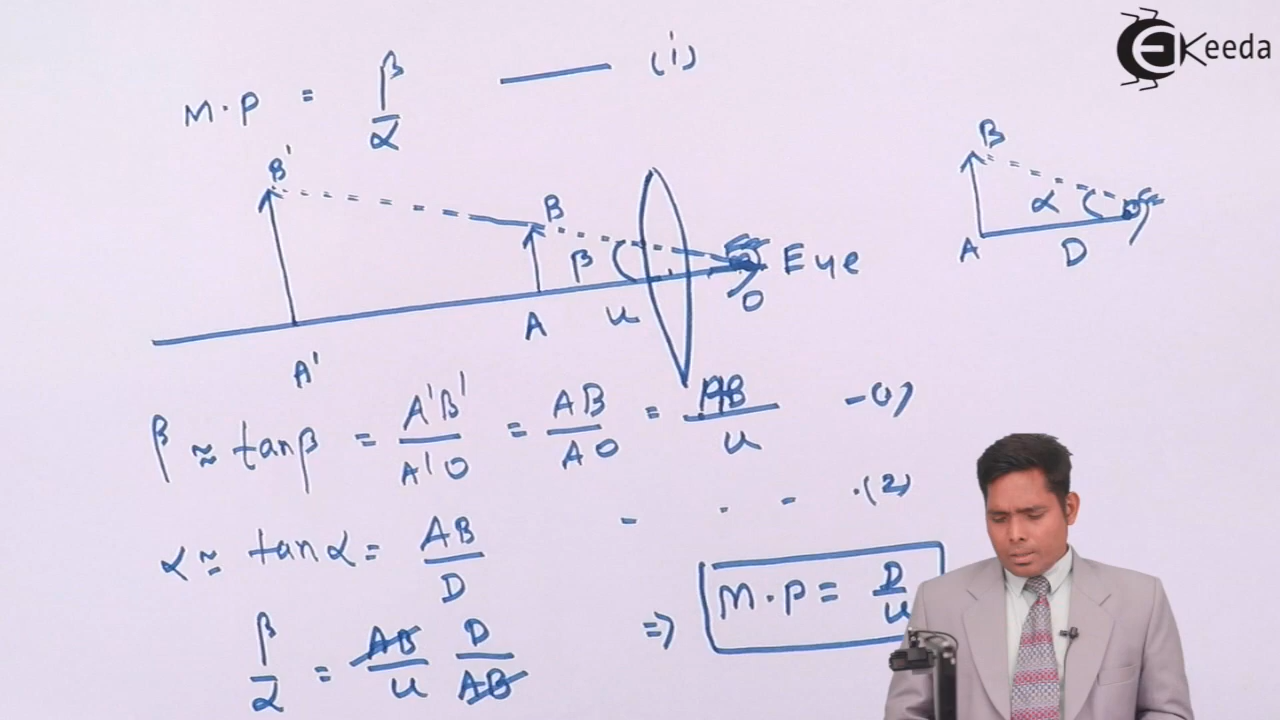 Keeda
M.P = β/α —— (i)
B'
B
B
β
Eye
α
A
D
u
O
A
A'
β ≈ tanβ = A'B'/A'O = AB/AO = AB/u -(1)
α ≈ tanα = AB/D - . - .(2)
β/α = AB/u D/AB ⇒ M.P = D/u